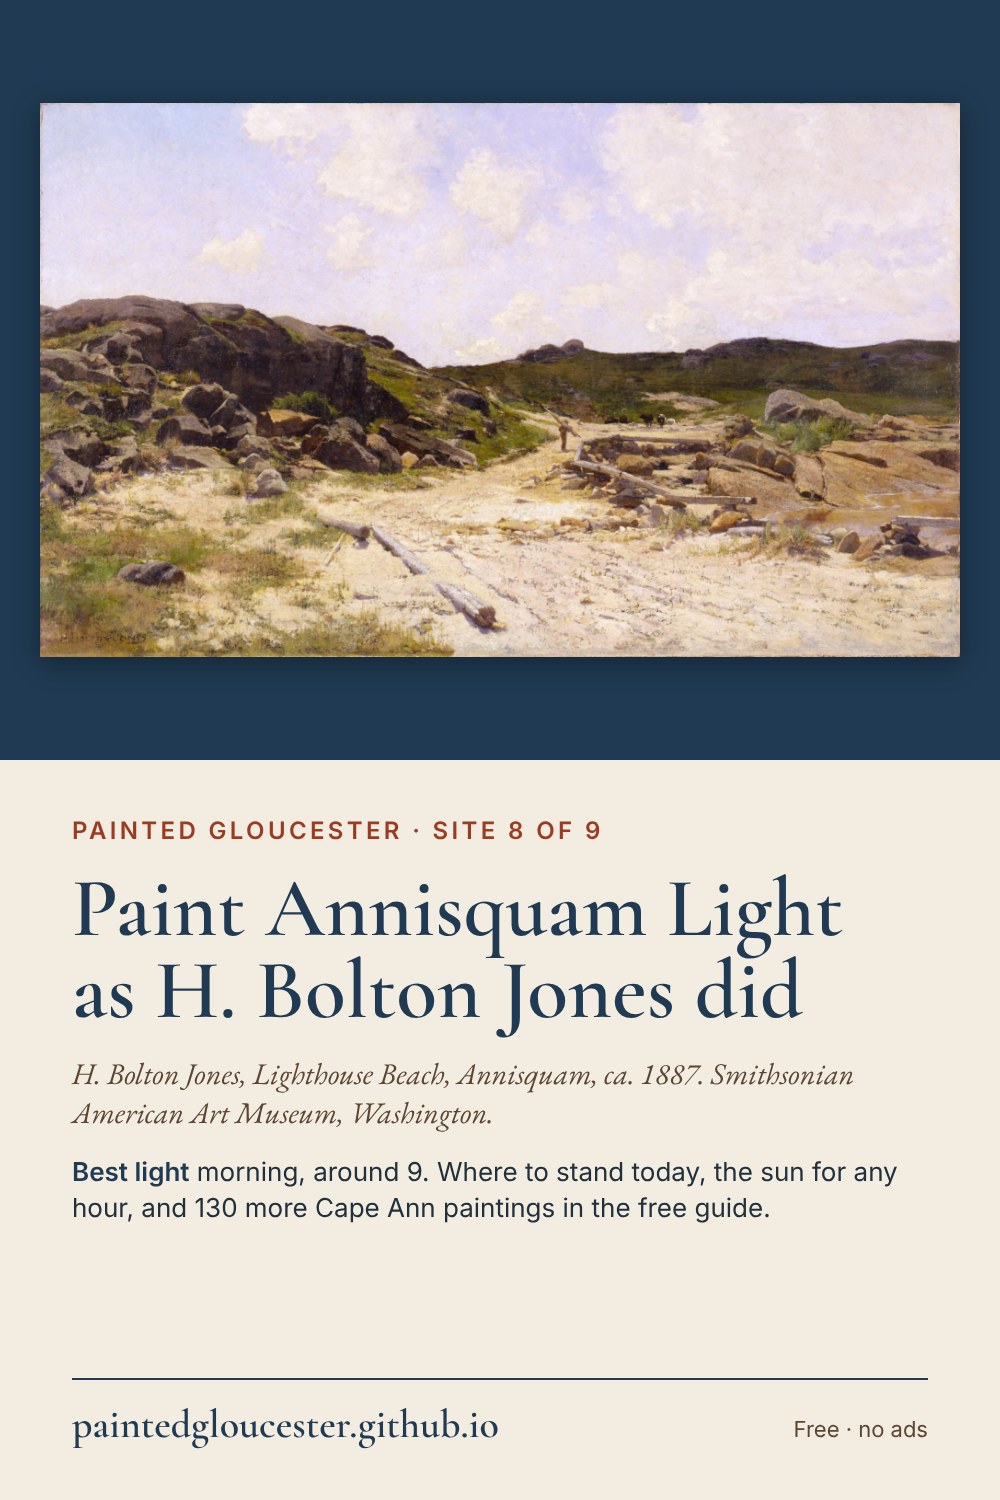 PAINTED GLOUCESTER · SITE 8 OF 9
Paint Annisquam Light
as H. Bolton Jones did
H. Bolton Jones, Lighthouse Beach, Annisquam, ca. 1887. Smithsonian
American Art Museum, Washington.
Best light morning, around 9. Where to stand today, the sun for any
hour, and 130 more Cape Ann paintings in the free guide.
paintedgloucester.github.io
Free · no ads